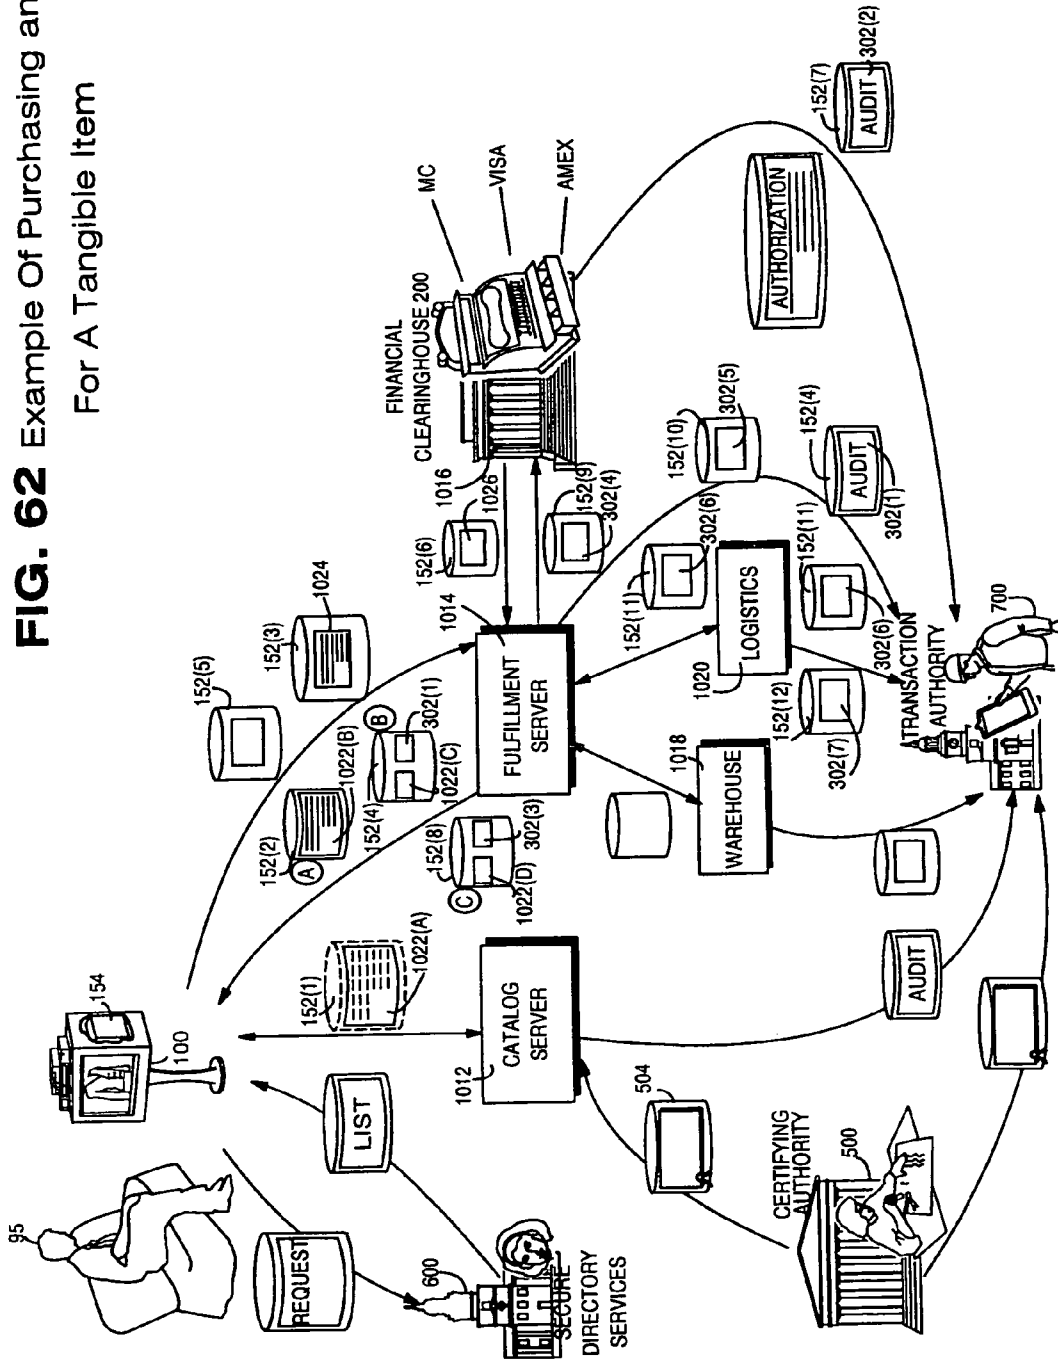 FIG. 62 Example Of Purchasing an
For A Tangible Item
95
154
100
REQUEST
LIST
600
SECURE
DIRECTORY
SERVICES
152(1)
1022(A)
CATALOG
SERVER
1012
504
CERTIFYING
AUTHORITY
500
152(2)
A
1022(B)
152(5)
152(3)
1024
152(4)
B
302(1)
1022(C)
152(8)
C
302(3)
1022(D)
1014
FULFILLMENT
SERVER
FINANCIAL
CLEARINGHOUSE 200
1016
152(6)
1026
152(9)
302(4)
MC
VISA
AMEX
152(10)
302(5)
152(11)
302(6)
LOGISTICS
1020
WAREHOUSE
1018
152(11)
302(6)
152(12)
302(7)
152(4)
AUDIT
302(1)
AUTHORIZATION
152(7)
AUDIT
302(2)
TRANSACTION
AUTHORITY
700
AUDIT